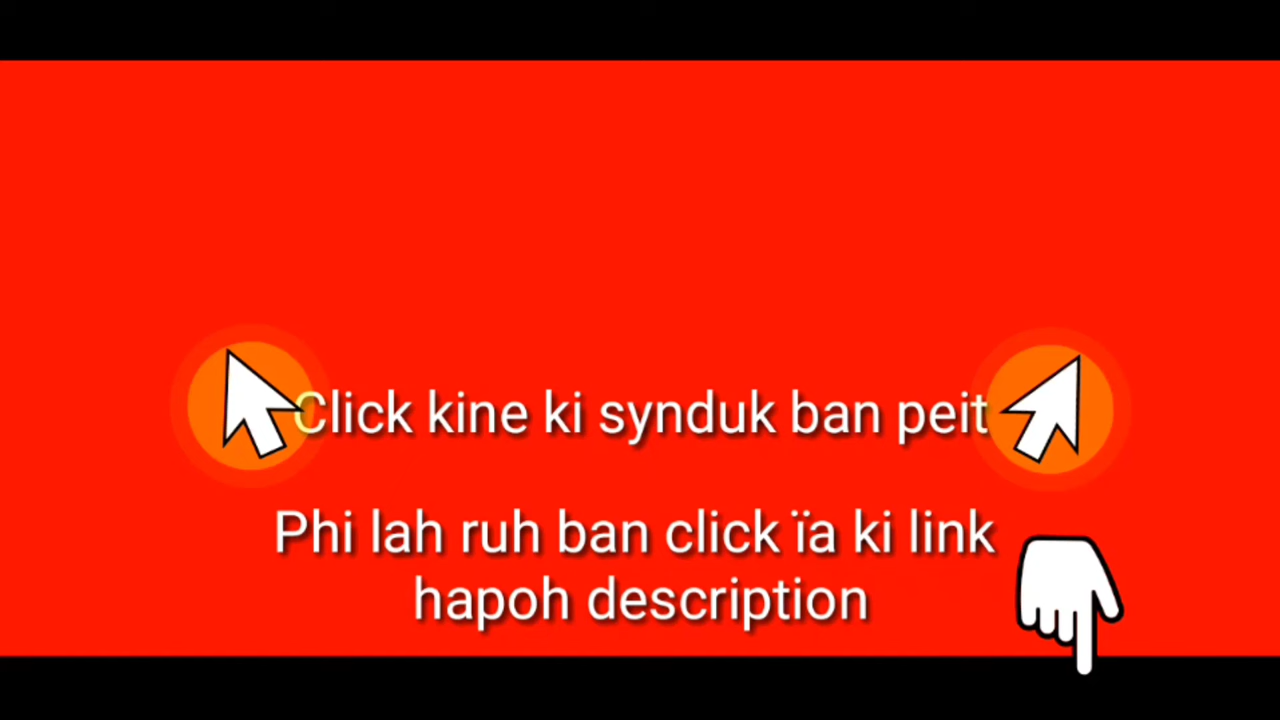 Click kine ki synduk ban peit
Phi lah ruh ban click ïa ki link
hapoh description